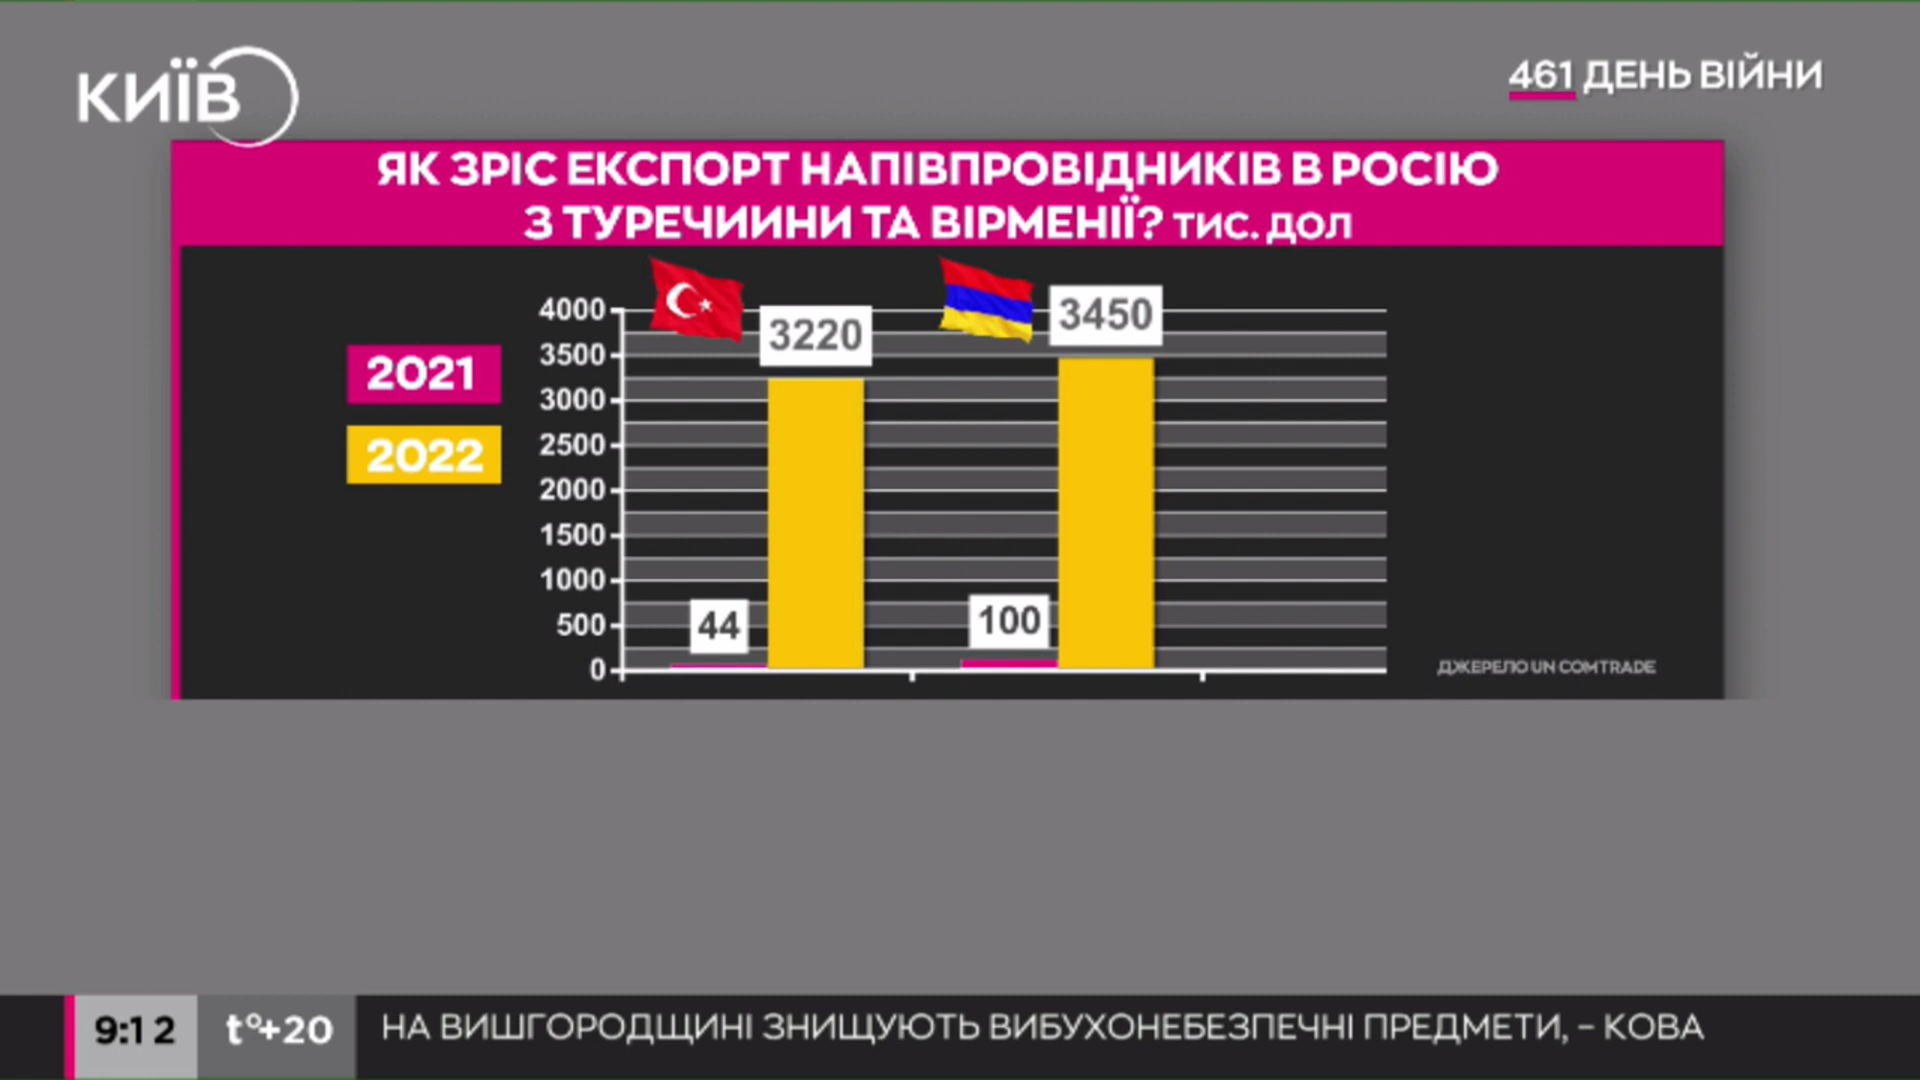 КИЇВ
461 ДЕНЬ ВІЙНИ
ЯК ЗРІС ЕКСПОРТ НАПІВПРОВІДНИКІВ В РОСІЮ
З ТУРЕЧИИНИ ТА ВІРМЕНІЇ? ТИС. ДОЛ
2021
2022
4000
3500
3000
2500
2000
1500
1000
500
0
44
3220
100
3450
ДЖЕРЕЛО UN COMTRADE
9:12
t°+20
НА ВИШГОРОДЩИНІ ЗНИЩУЮТЬ ВИБУХОНЕБЕЗПЕЧНІ ПРЕДМЕТИ, – КОВА